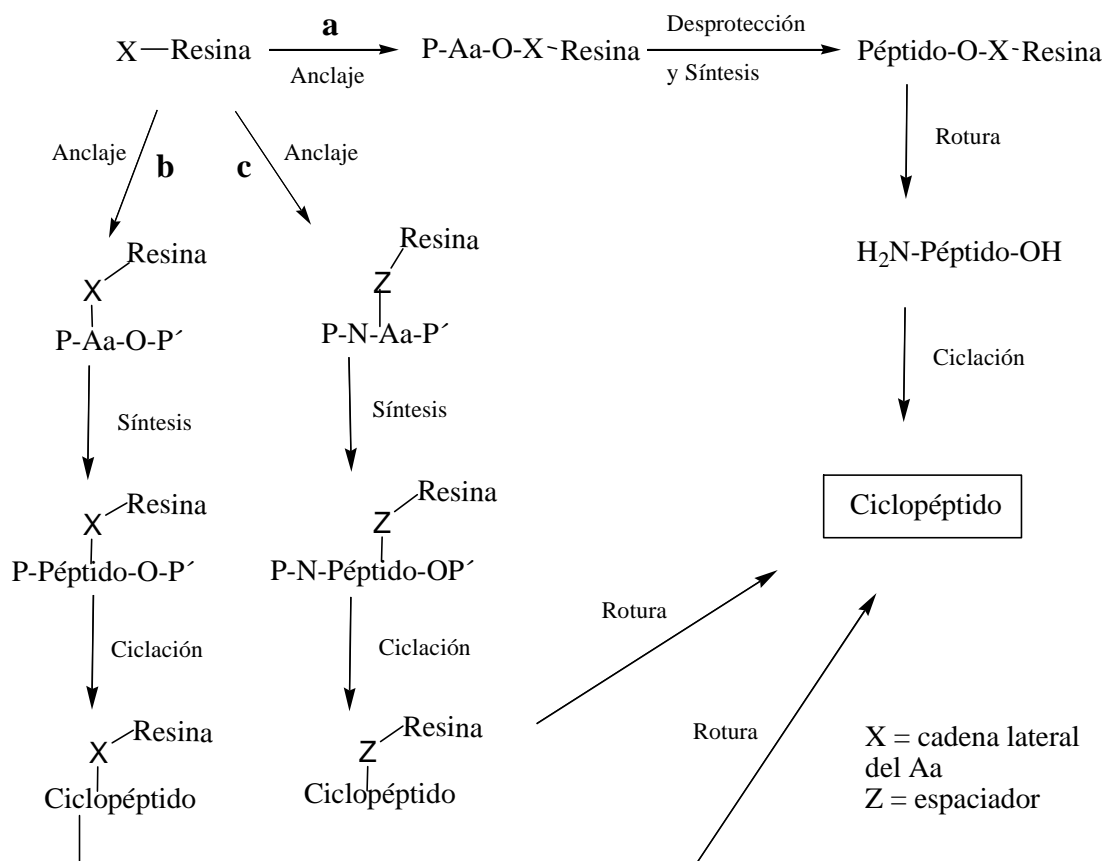 X—Resina
a
Anclaje
P-Aa-O-X-Resina
Desprotección
y Síntesis
Péptido-O-X-Resina
Anclaje
b
c
Anclaje
Rotura
Resina
X
P-Aa-O-P´
Resina
Z
P-N-Aa-P´
H2N-Péptido-OH
Síntesis
Síntesis
Ciclación
Resina
X
P-Péptido-O-P´
Resina
Z
P-N-Péptido-OP´
Ciclopéptido
Ciclación
Ciclación
Rotura
Resina
X
Ciclopéptido
Resina
Z
Ciclopéptido
Rotura
X = cadena lateral
del Aa
Z = espaciador